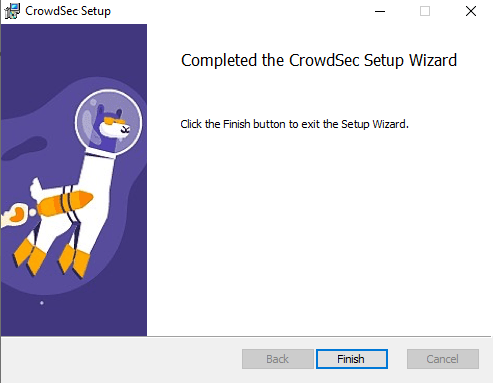 CrowdSec Setup
Completed the CrowdSec Setup Wizard
Click the Finish button to exit the Setup Wizard.
Back Finish Cancel